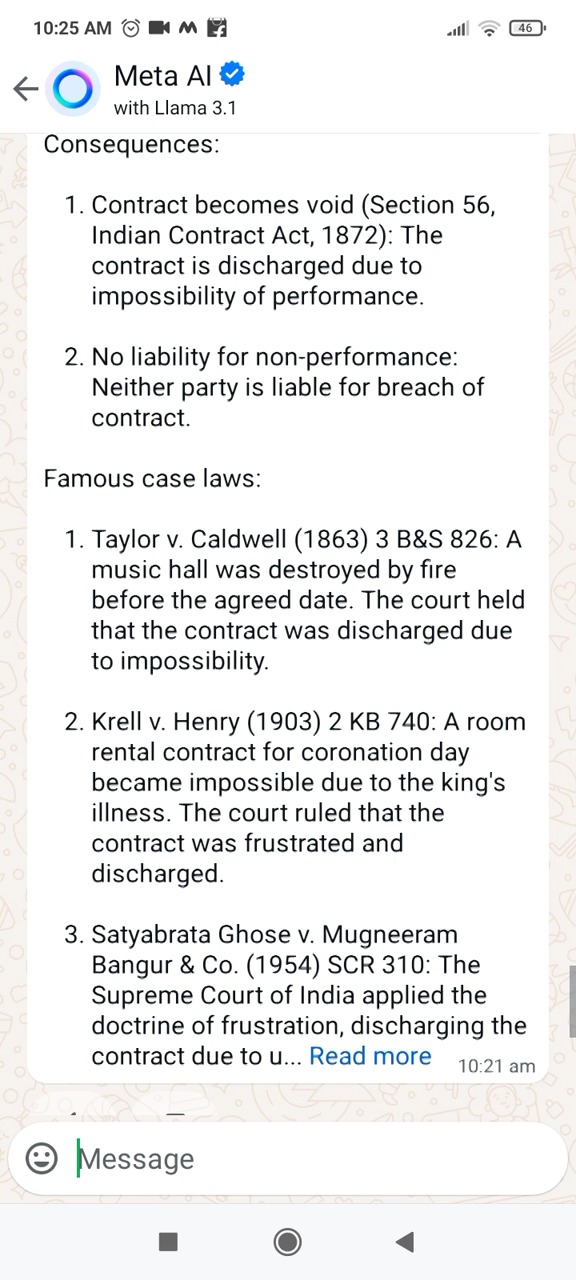 10:25 AM
46
Meta AI
with Llama 3.1
Consequences:
1. Contract becomes void (Section 56,
Indian Contract Act, 1872): The
contract is discharged due to
impossibility of performance.
2. No liability for non-performance:
Neither party is liable for breach of
contract.
Famous case laws:
1. Taylor v. Caldwell (1863) 3 B&S 826: A
music hall was destroyed by fire
before the agreed date. The court held
that the contract was discharged due
to impossibility.
2. Krell v. Henry (1903) 2 KB 740: A room
rental contract for coronation day
became impossible due to the king's
illness. The court ruled that the
contract was frustrated and
discharged.
3. Satyabrata Ghose v. Mugneeram
Bangur & Co. (1954) SCR 310: The
Supreme Court of India applied the
doctrine of frustration, discharging the
contract due to u... Read more 10:21 am
Message